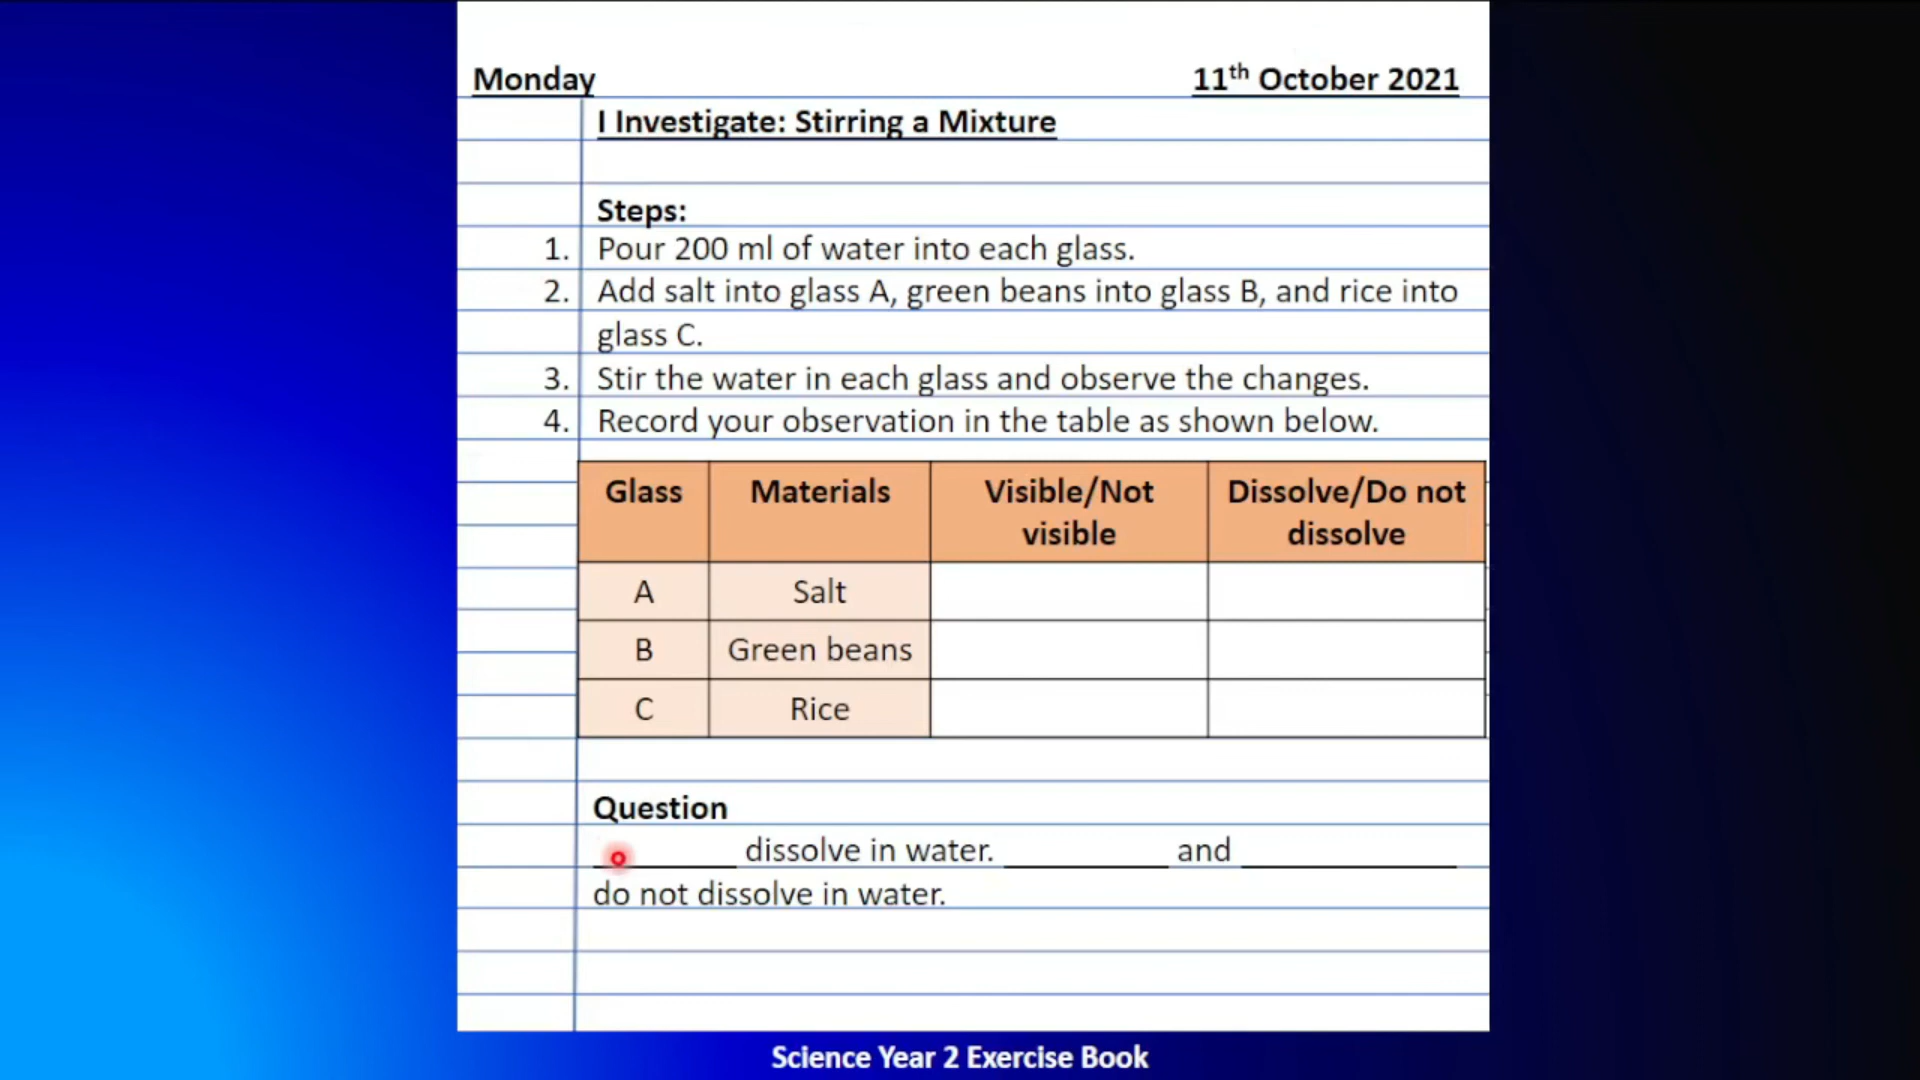 Monday 11th October 2021
I Investigate: Stirring a Mixture
Steps:
1. Pour 200 ml of water into each glass.
2. Add salt into glass A, green beans into glass B, and rice into
glass C.
3. Stir the water in each glass and observe the changes.
4. Record your observation in the table as shown below.
Glass Materials Visible/Not visible Dissolve/Do not dissolve
A Salt
B Green beans
C Rice
Question
________ dissolve in water. ________ and ________
do not dissolve in water.
Science Year 2 Exercise Book